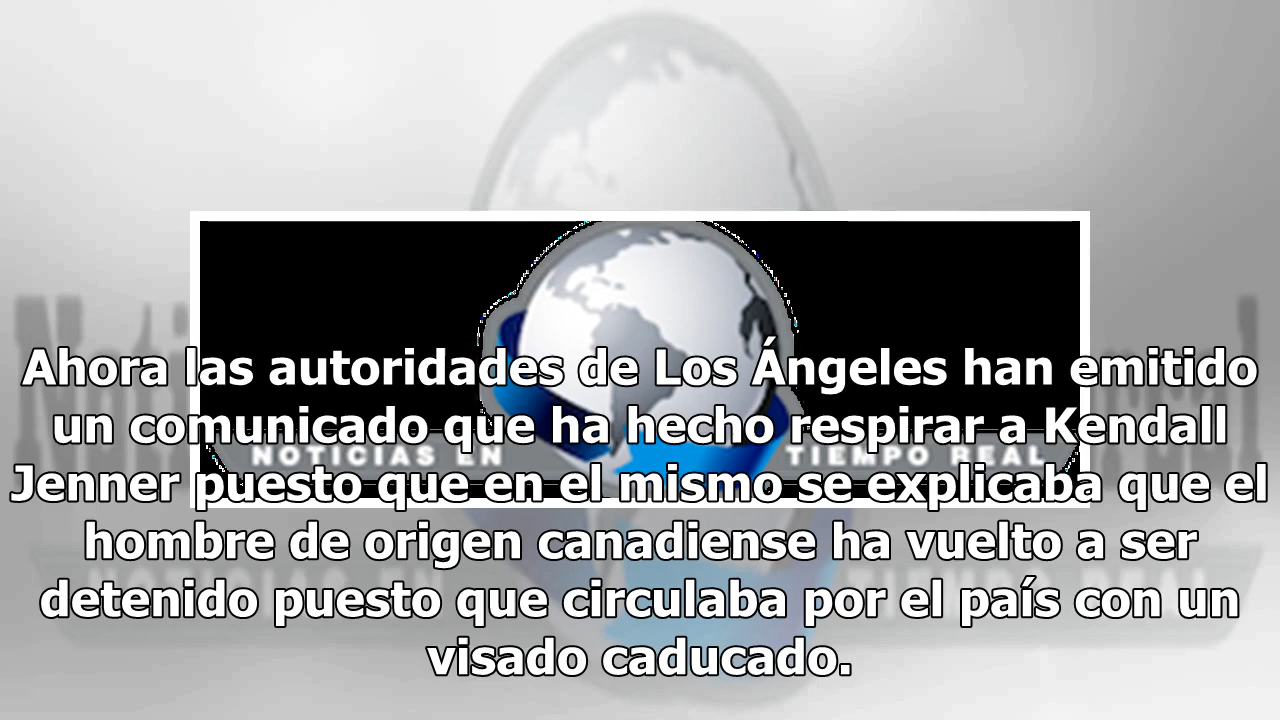 Ahora las autoridades de Los Ángeles han emitido
un comunicado que ha hecho respirar a Kendall
NOTICIAS EN TIEMPO REAL
Jenner puesto que en el mismo se explicaba que el
hombre de origen canadiense ha vuelto a ser
detenido puesto que circulaba por el país con un
visado caducado.